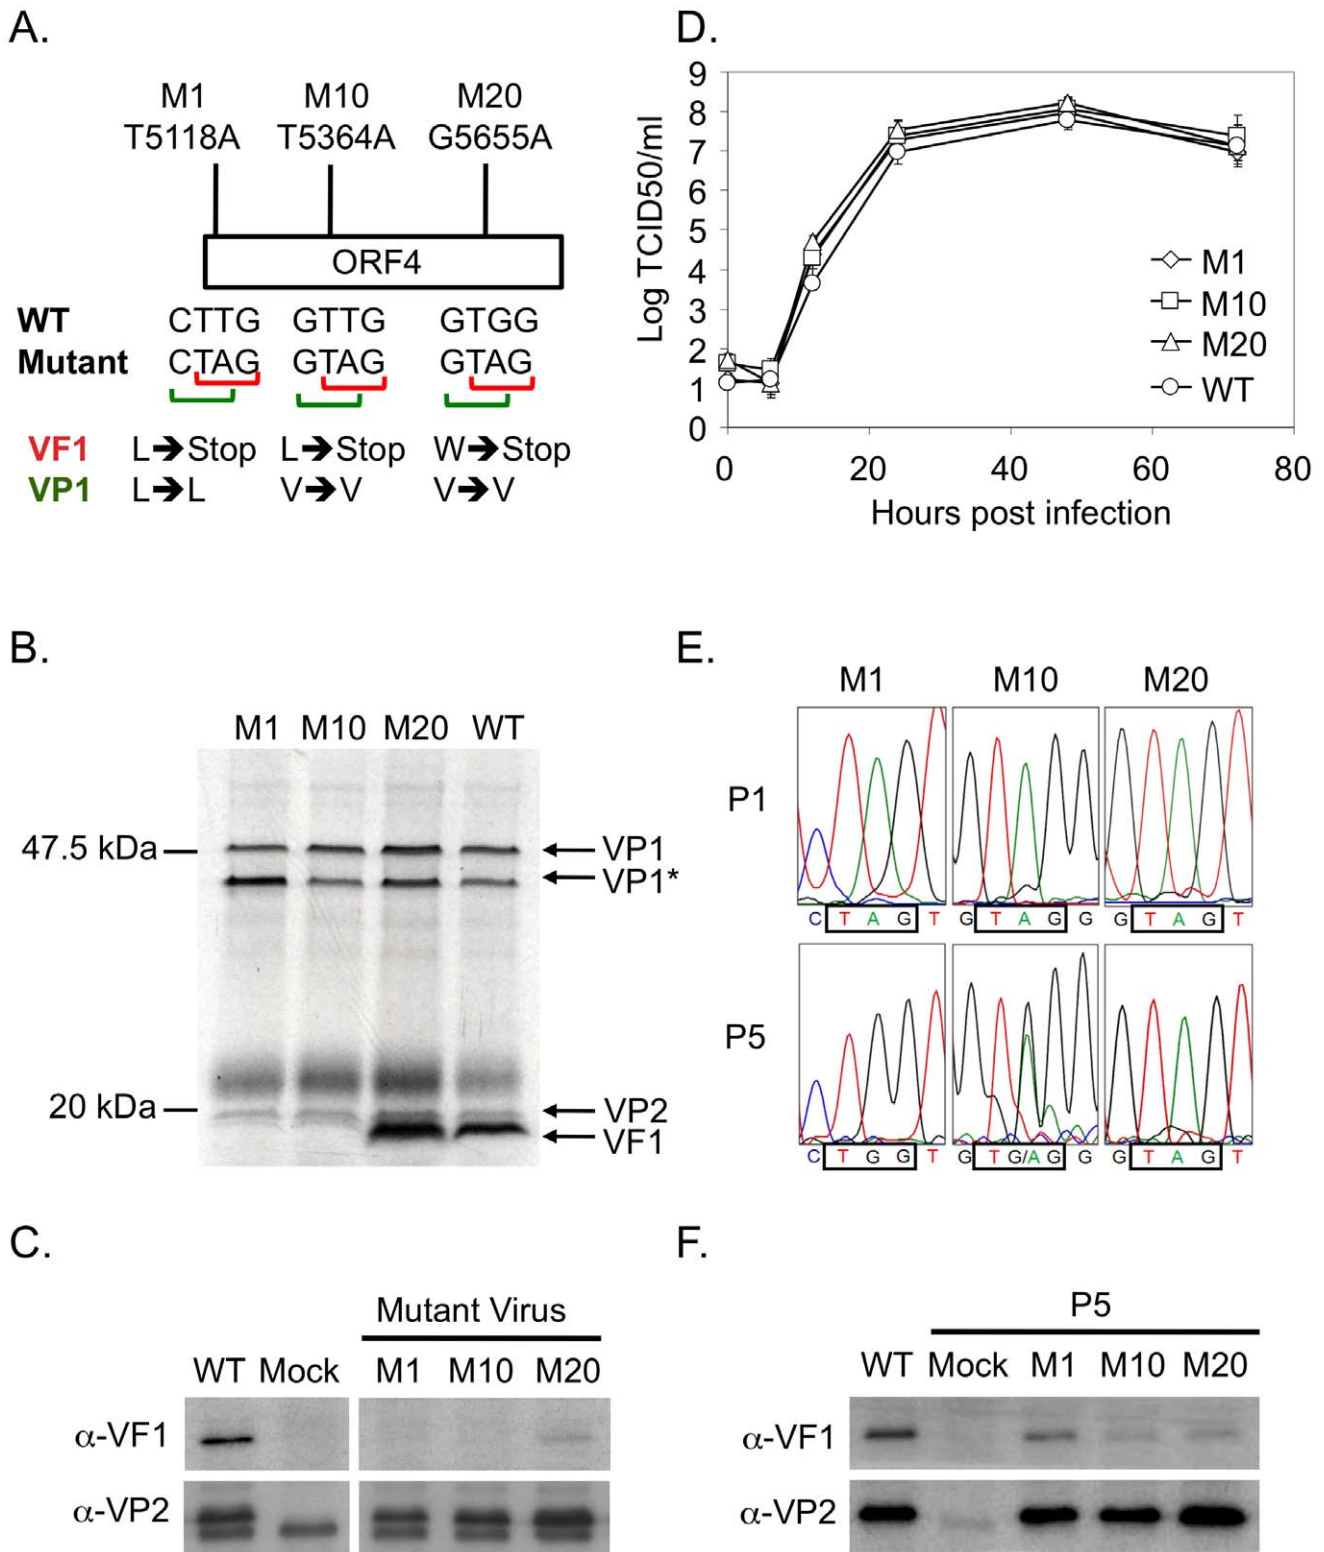 A.
M1 M10 M20
T5118A T5364A G5655A
ORF4
WT CTTG GTTG GTGG
Mutant CTAG GTAG GTAG
VF1 L➔Stop L➔Stop W➔Stop
VP1 L➔L V➔V V➔V
D.
9
8
7
6
5
4
3
2
1
0
Log TCID50/ml
M1
M10
M20
WT
0 20 40 60 80
Hours post infection
B.
M1 M10 M20 WT
47.5 kDa
VP1
VP1*
20 kDa
VP2
VF1
E.
M1 M10 M20
P1
C T A G T G T A G G G T A G T
P5
C T G G T G T G/A G G G T A G T
C.
Mutant Virus
WT Mock M1 M10 M20
α-VF1
α-VP2
F.
P5
WT Mock M1 M10 M20
α-VF1
α-VP2